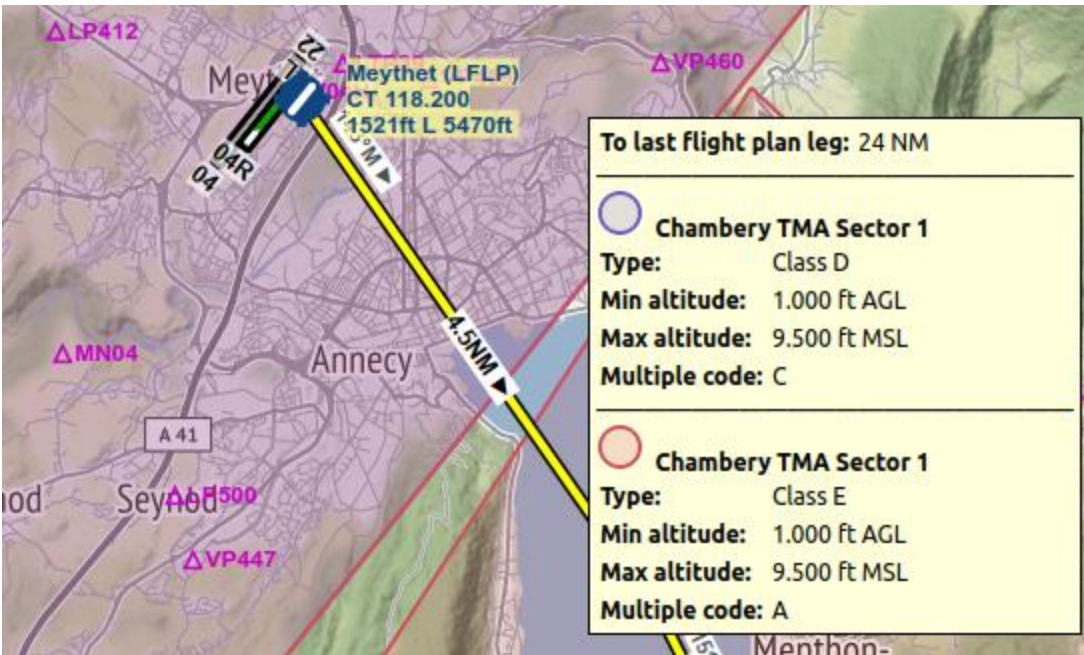 △LP412
22
△VP460
Meythet (LFLP)
CT 118.200
1521ft L 5470ft
04R
04
4.5NM ▶
△MN04
Annecy
A 41
△LP500
Seynod
△VP447
Menthon-
To last flight plan leg: 24 NM
Chambery TMA Sector 1
Type: Class D
Min altitude: 1.000 ft AGL
Max altitude: 9.500 ft MSL
Multiple code: C
Chambery TMA Sector 1
Type: Class E
Min altitude: 1.000 ft AGL
Max altitude: 9.500 ft MSL
Multiple code: A